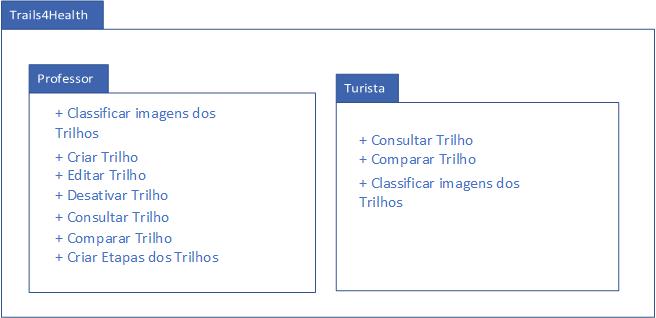 Trails4Health
Professor
+ Classificar imagens dos
Trilhos
+ Criar Trilho
+ Editar Trilho
+ Desativar Trilho
+ Consultar Trilho
+ Comparar Trilho
+ Criar Etapas dos Trilhos
Turista
+ Consultar Trilho
+ Comparar Trilho
+ Classificar imagens dos
Trilhos